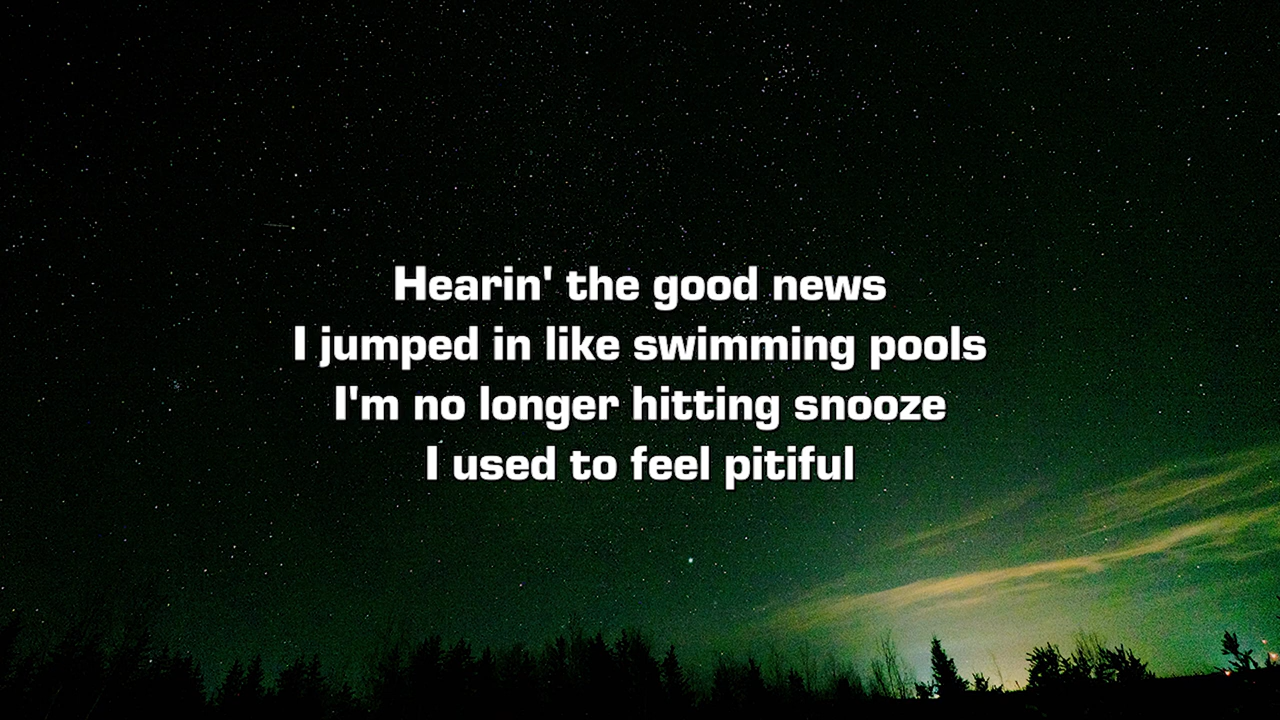 Hearin' the good news
I jumped in like swimming pools
I'm no longer hitting snooze
I used to feel pitiful